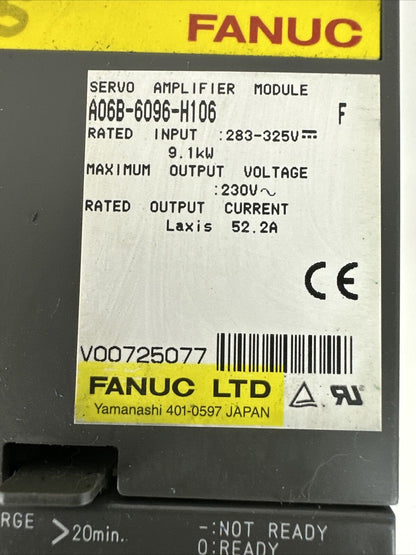 FANUC
SERVO AMPLIFIER MODULE
A06B-6096-H106 F
RATED INPUT :283-325V⎓
9.1kW
MAXIMUM OUTPUT VOLTAGE
:230V~
RATED OUTPUT CURRENT
Laxis 52.2A
CE
V00725077
FANUC LTD
Yamanashi 401-0597 JAPAN
RGE >20min. -:NOT READY
0:READY